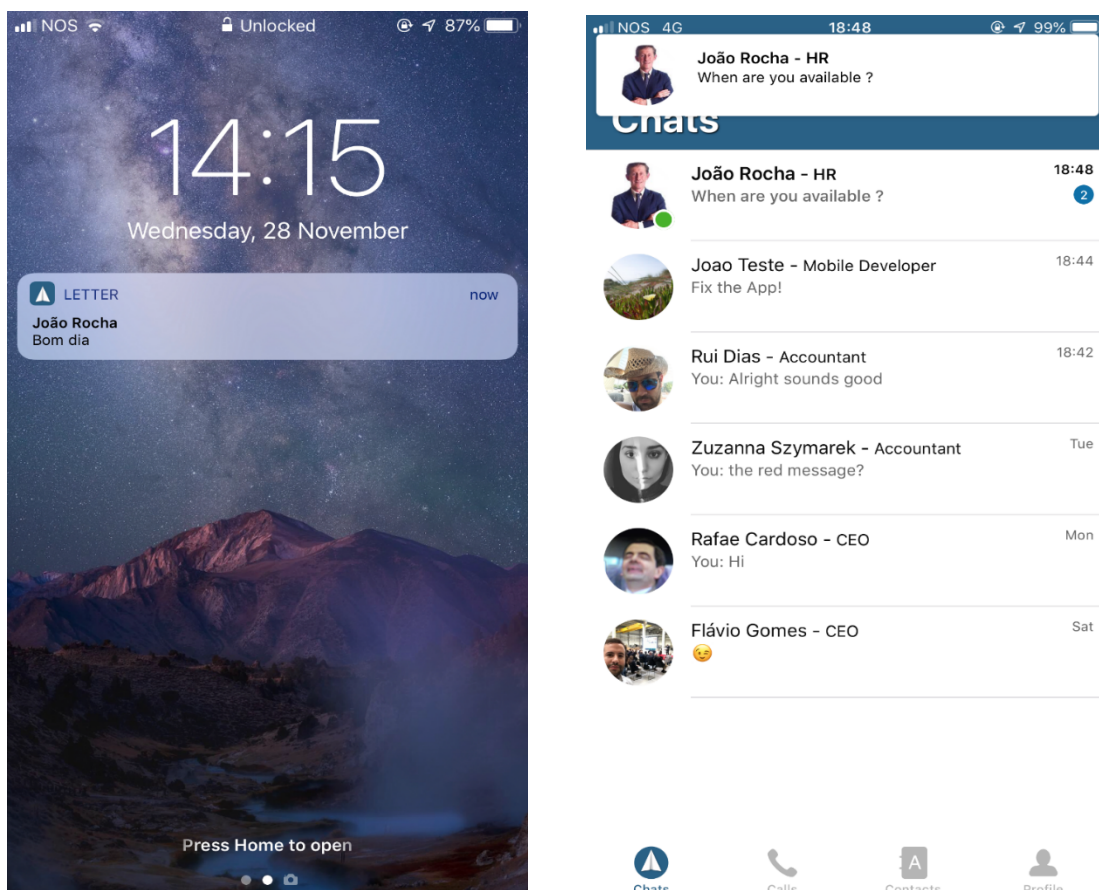 NOS Unlocked 87%
14:15
Wednesday, 28 November
LETTER now
João Rocha
Bom dia
Press Home to open
NOS 4G 18:48 99%
João Rocha - HR
When are you available ?
Chats
João Rocha - HR 18:48
When are you available ? 2
Joao Teste - Mobile Developer 18:44
Fix the App!
Rui Dias - Accountant 18:42
You: Alright sounds good
Zuzanna Szymarek - Accountant Tue
You: the red message?
Rafae Cardoso - CEO Mon
You: Hi
Flávio Gomes - CEO Sat
😉
A
Chats Calls Contacts Profile